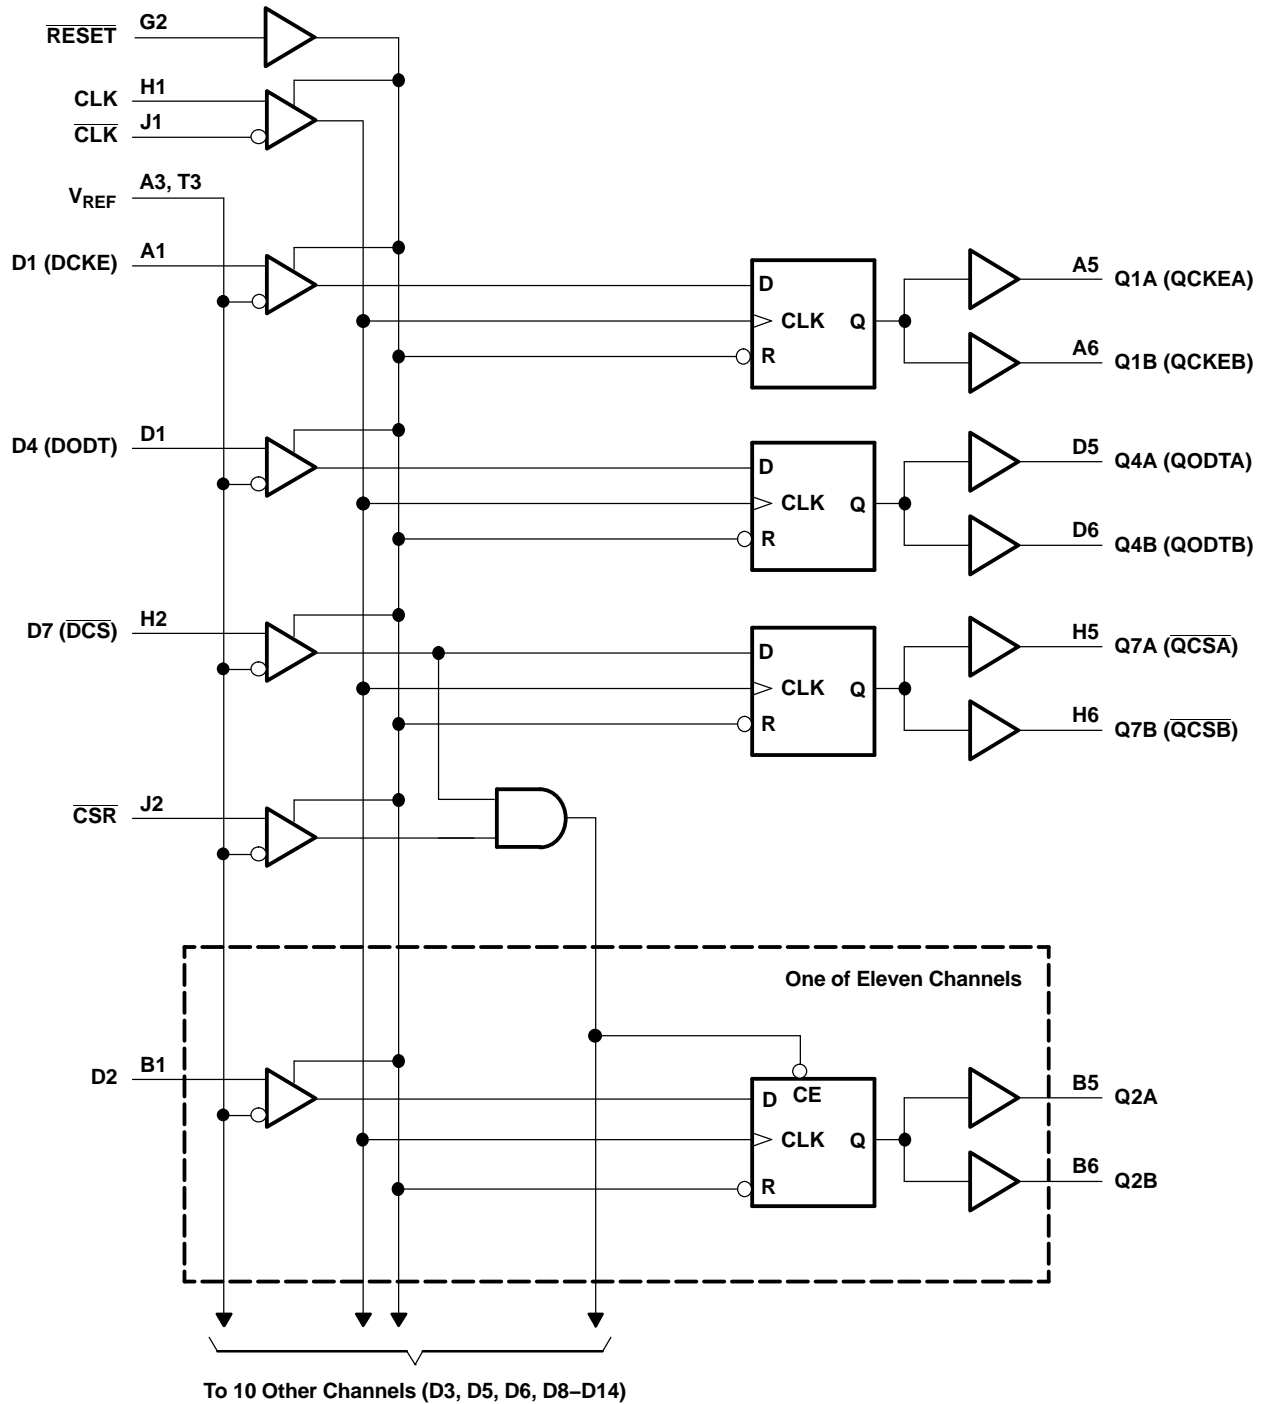 RESET G2
CLK H1
CLK J1
VREF A3, T3
D1 (DCKE) A1
D
CLK Q
R
A5 Q1A (QCKEA)
A6 Q1B (QCKEB)
D4 (DODT) D1
D
CLK Q
R
D5 Q4A (QODTA)
D6 Q4B (QODTB)
D7 (DCS) H2
D
CLK Q
R
H5 Q7A (QCSA)
H6 Q7B (QCSB)
CSR J2
One of Eleven Channels
D2 B1
CE
D
CLK Q
R
B5 Q2A
B6 Q2B
To 10 Other Channels (D3, D5, D6, D8–D14)